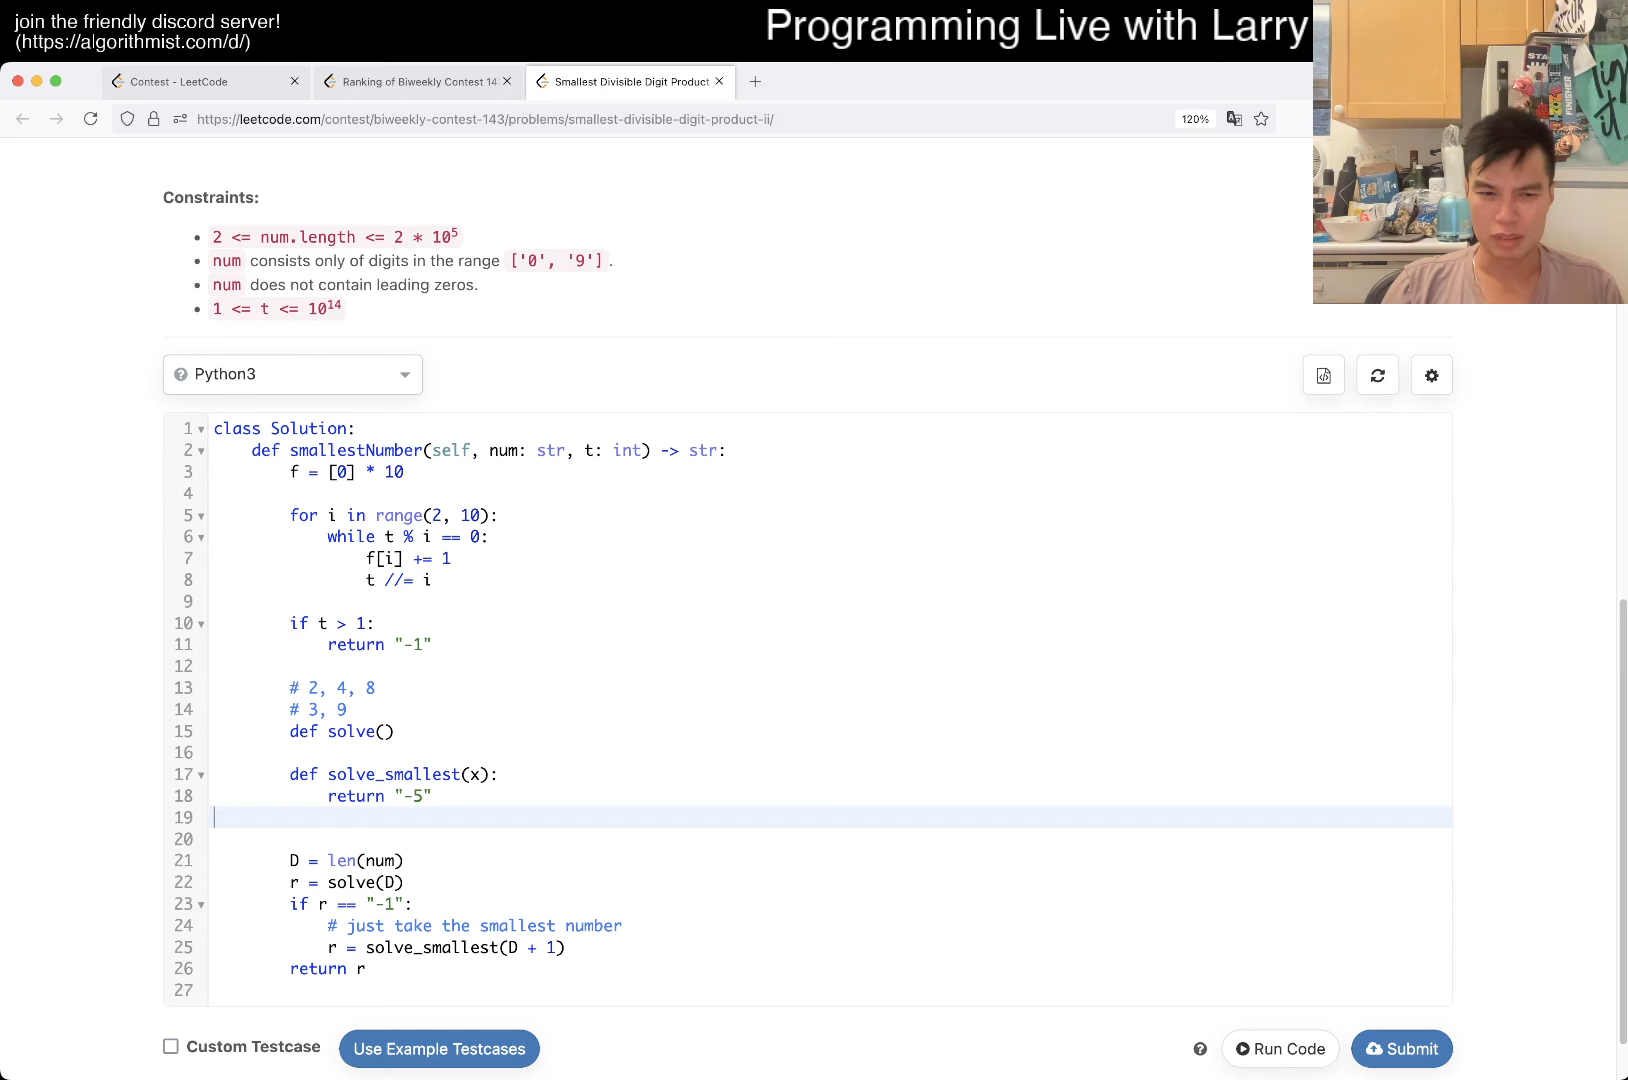 join the friendly discord server!
(https://algorithmist.com/d/)
Programming Live with Larry
Contest - LeetCode
Ranking of Biweekly Contest 14
Smallest Divisible Digit Product
https://leetcode.com/contest/biweekly-contest-143/problems/smallest-divisible-digit-product-ii/
120%
Constraints:
2 <= num.length <= 2 * 10⁵
num consists only of digits in the range ['0', '9'].
num does not contain leading zeros.
1 <= t <= 10¹⁴
Python3
1 class Solution:
2 def smallestNumber(self, num: str, t: int) -> str:
3 f = [0] * 10
4
5 for i in range(2, 10):
6 while t % i == 0:
7 f[i] += 1
8 t //= i
9
10 if t > 1:
11 return "-1"
12
13 # 2, 4, 8
14 # 3, 9
15 def solve()
16
17 def solve_smallest(x):
18 return "-5"
19
20
21 D = len(num)
22 r = solve(D)
23 if r == "-1":
24 # just take the smallest number
25 r = solve_smallest(D + 1)
26 return r
27
Custom Testcase
Use Example Testcases
Run Code
Submit